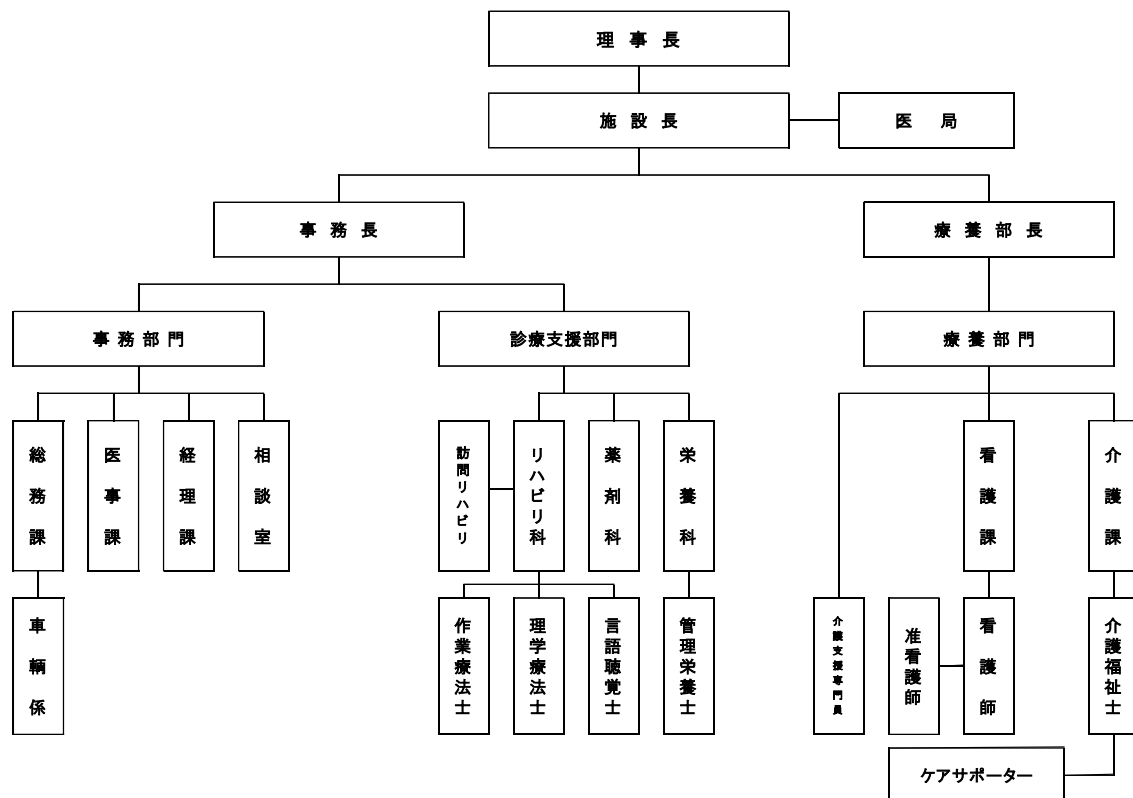 理事長
施設長
医局
事務長
療養部長
事務部門
診療支援部門
療養部門
総務課
医事課
経理課
相談室
訪問リハビリ
リハビリ科
薬剤科
栄養科
看護課
介護課
車輌係
作業療法士
理学療法士
言語聴覚士
管理栄養士
介護支援専門員
准看護師
看護師
介護福祉士
ケアサポーター